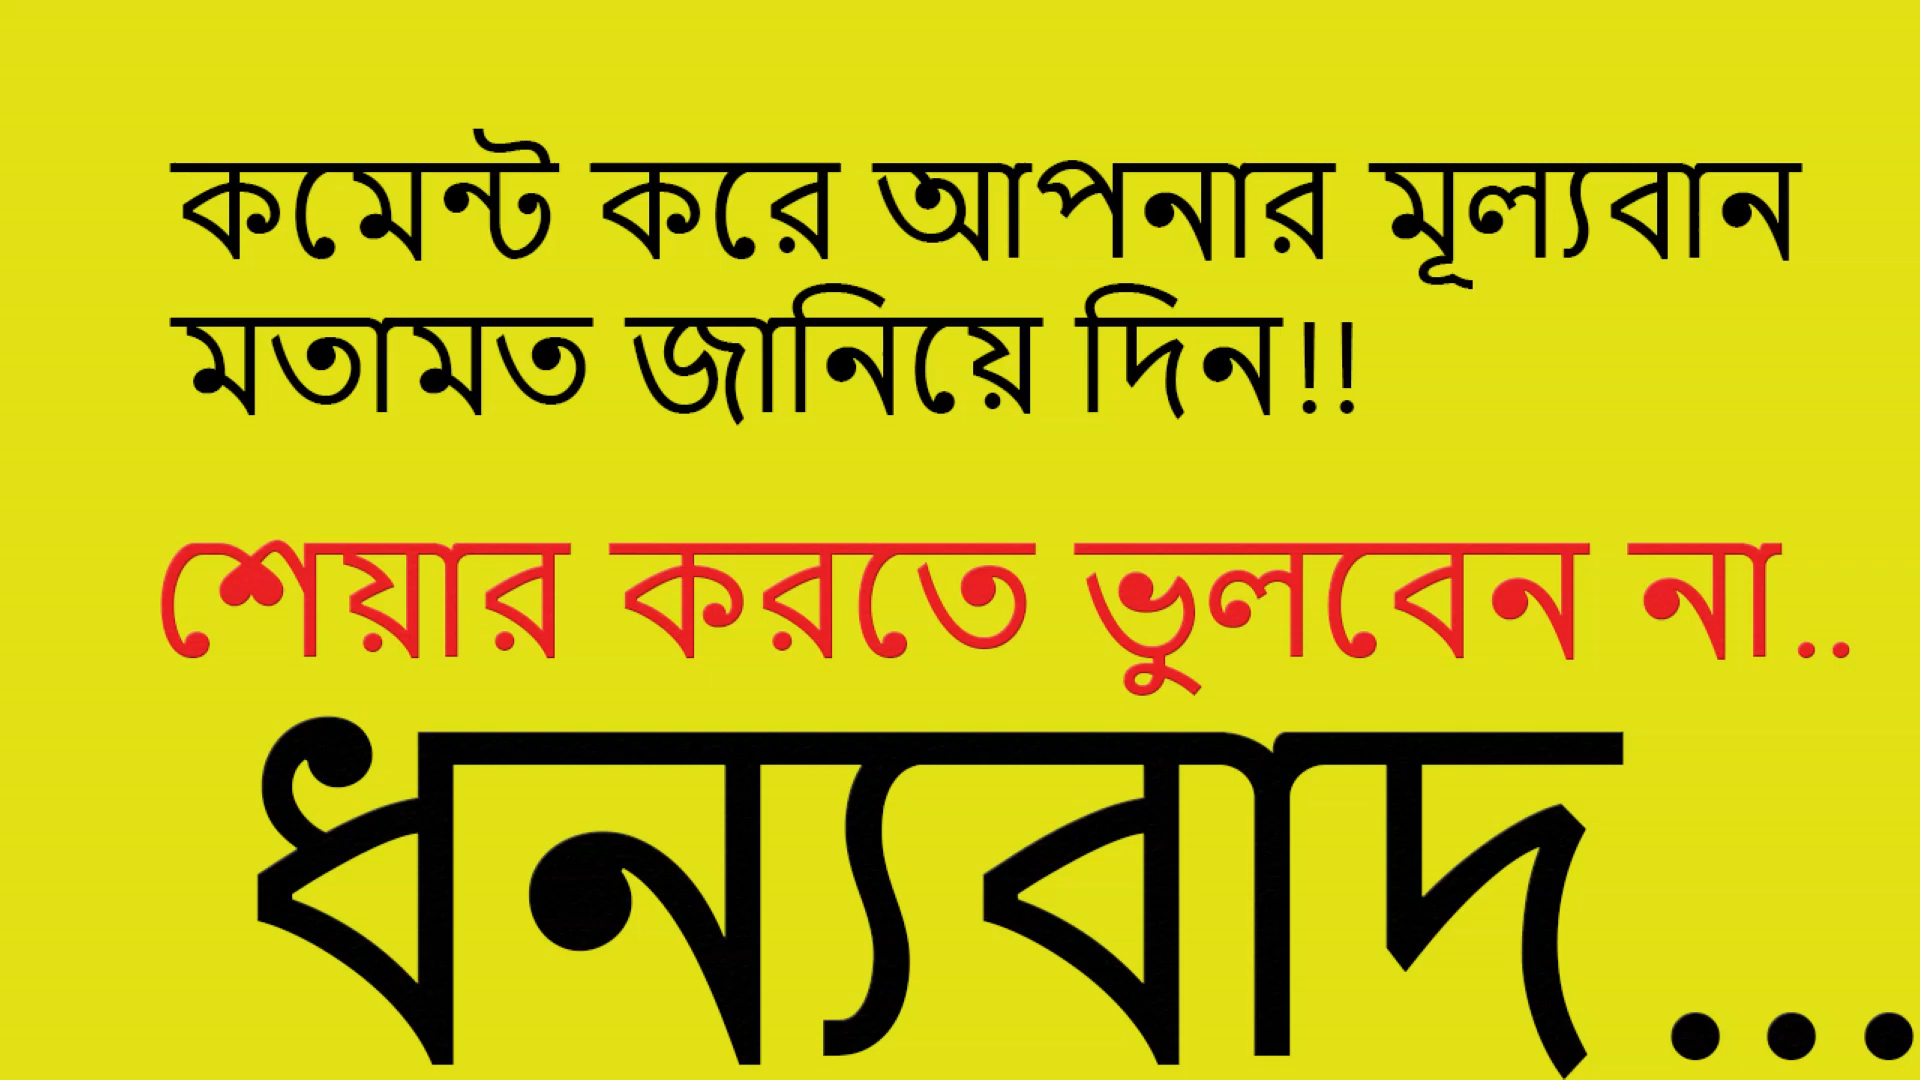 কমেন্ট করে আপনার মূল্যবান
মতামত জানিয়ে দিন!!
শেয়ার করতে ভুলবেন না..
ধন্যবাদ...